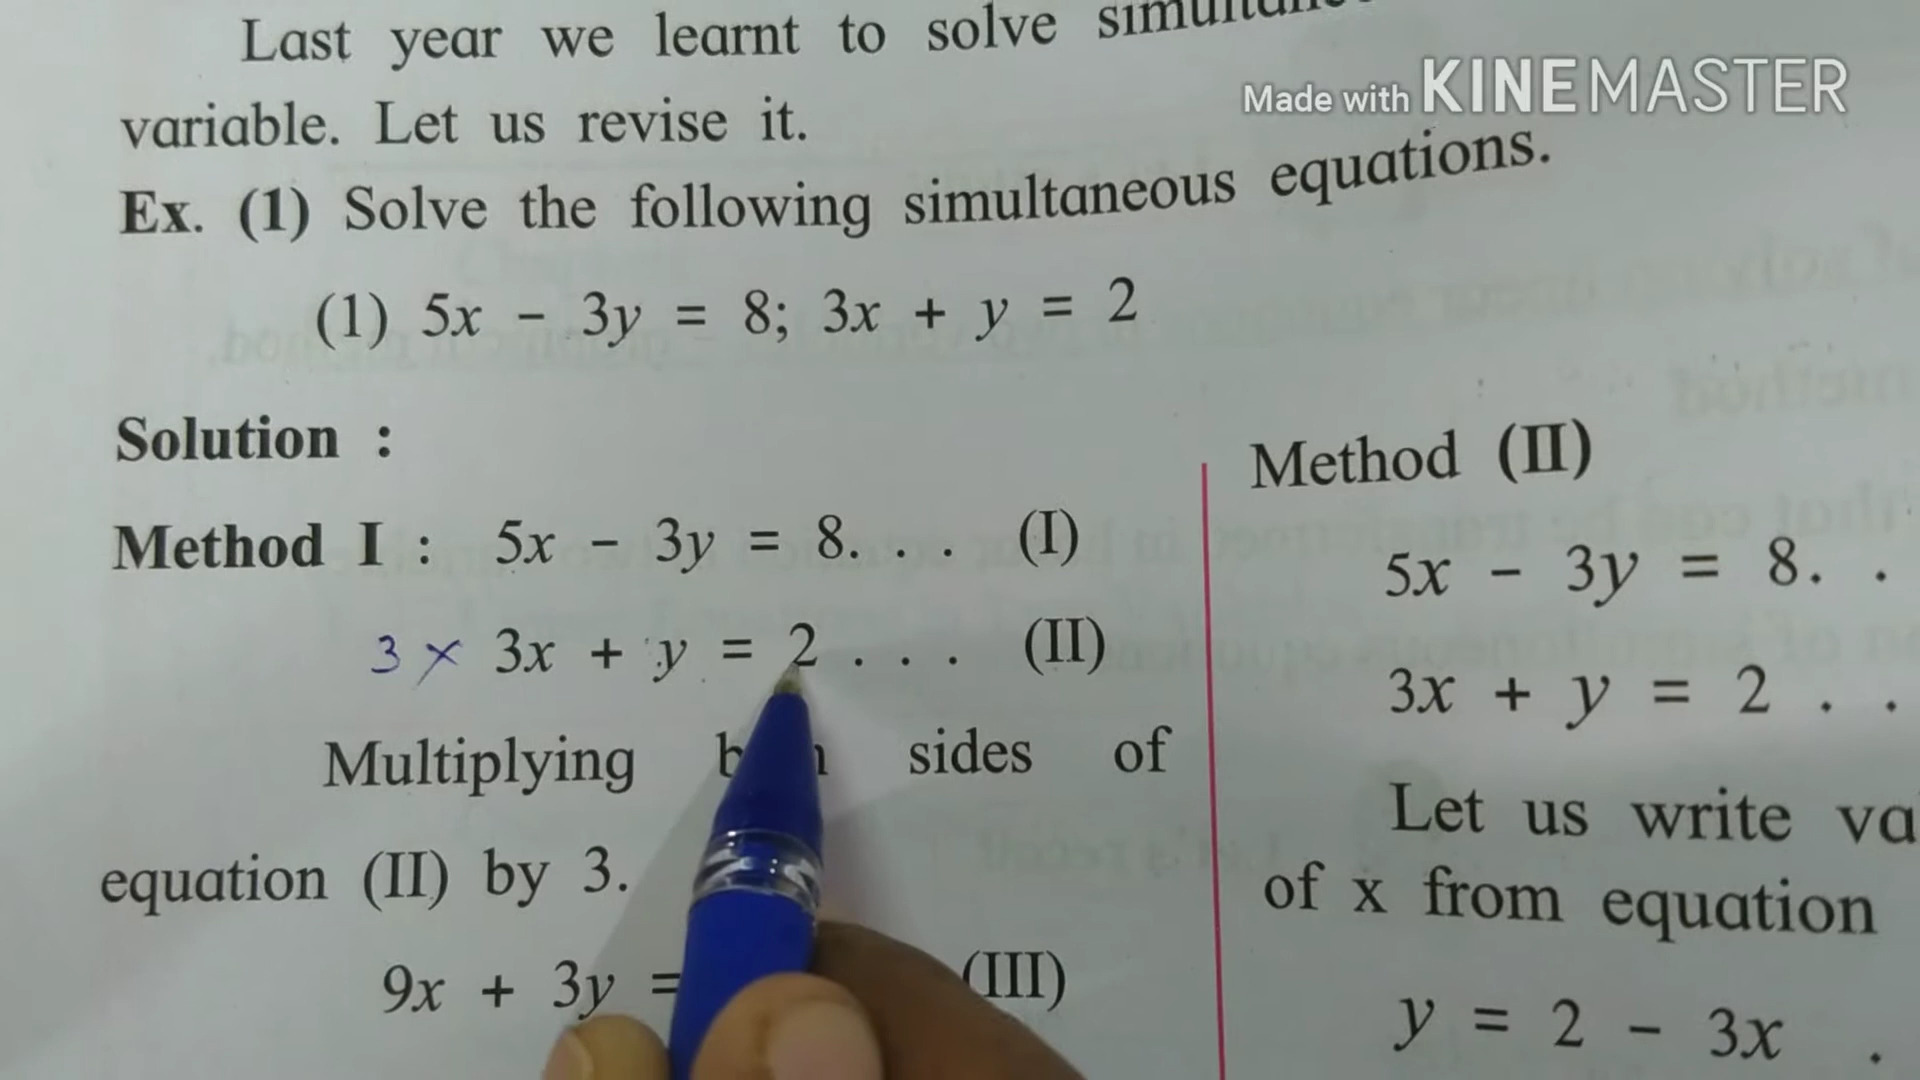 Last year we learnt to solve
Made with KINEMASTER
variable. Let us revise it.
Ex. (1) Solve the following simultaneous equations.
(1) 5x - 3y = 8; 3x + y = 2
Solution :
Method I : 5x - 3y = 8. . . (I)
3 × 3x + y = 2 . . . (II)
Multiplying sides of
equation (II) by 3.
9x + 3y = (III)
Method (II)
5x - 3y = 8. .
3x + y = 2 . .
Let us write
of x from equation
y = 2 - 3x .